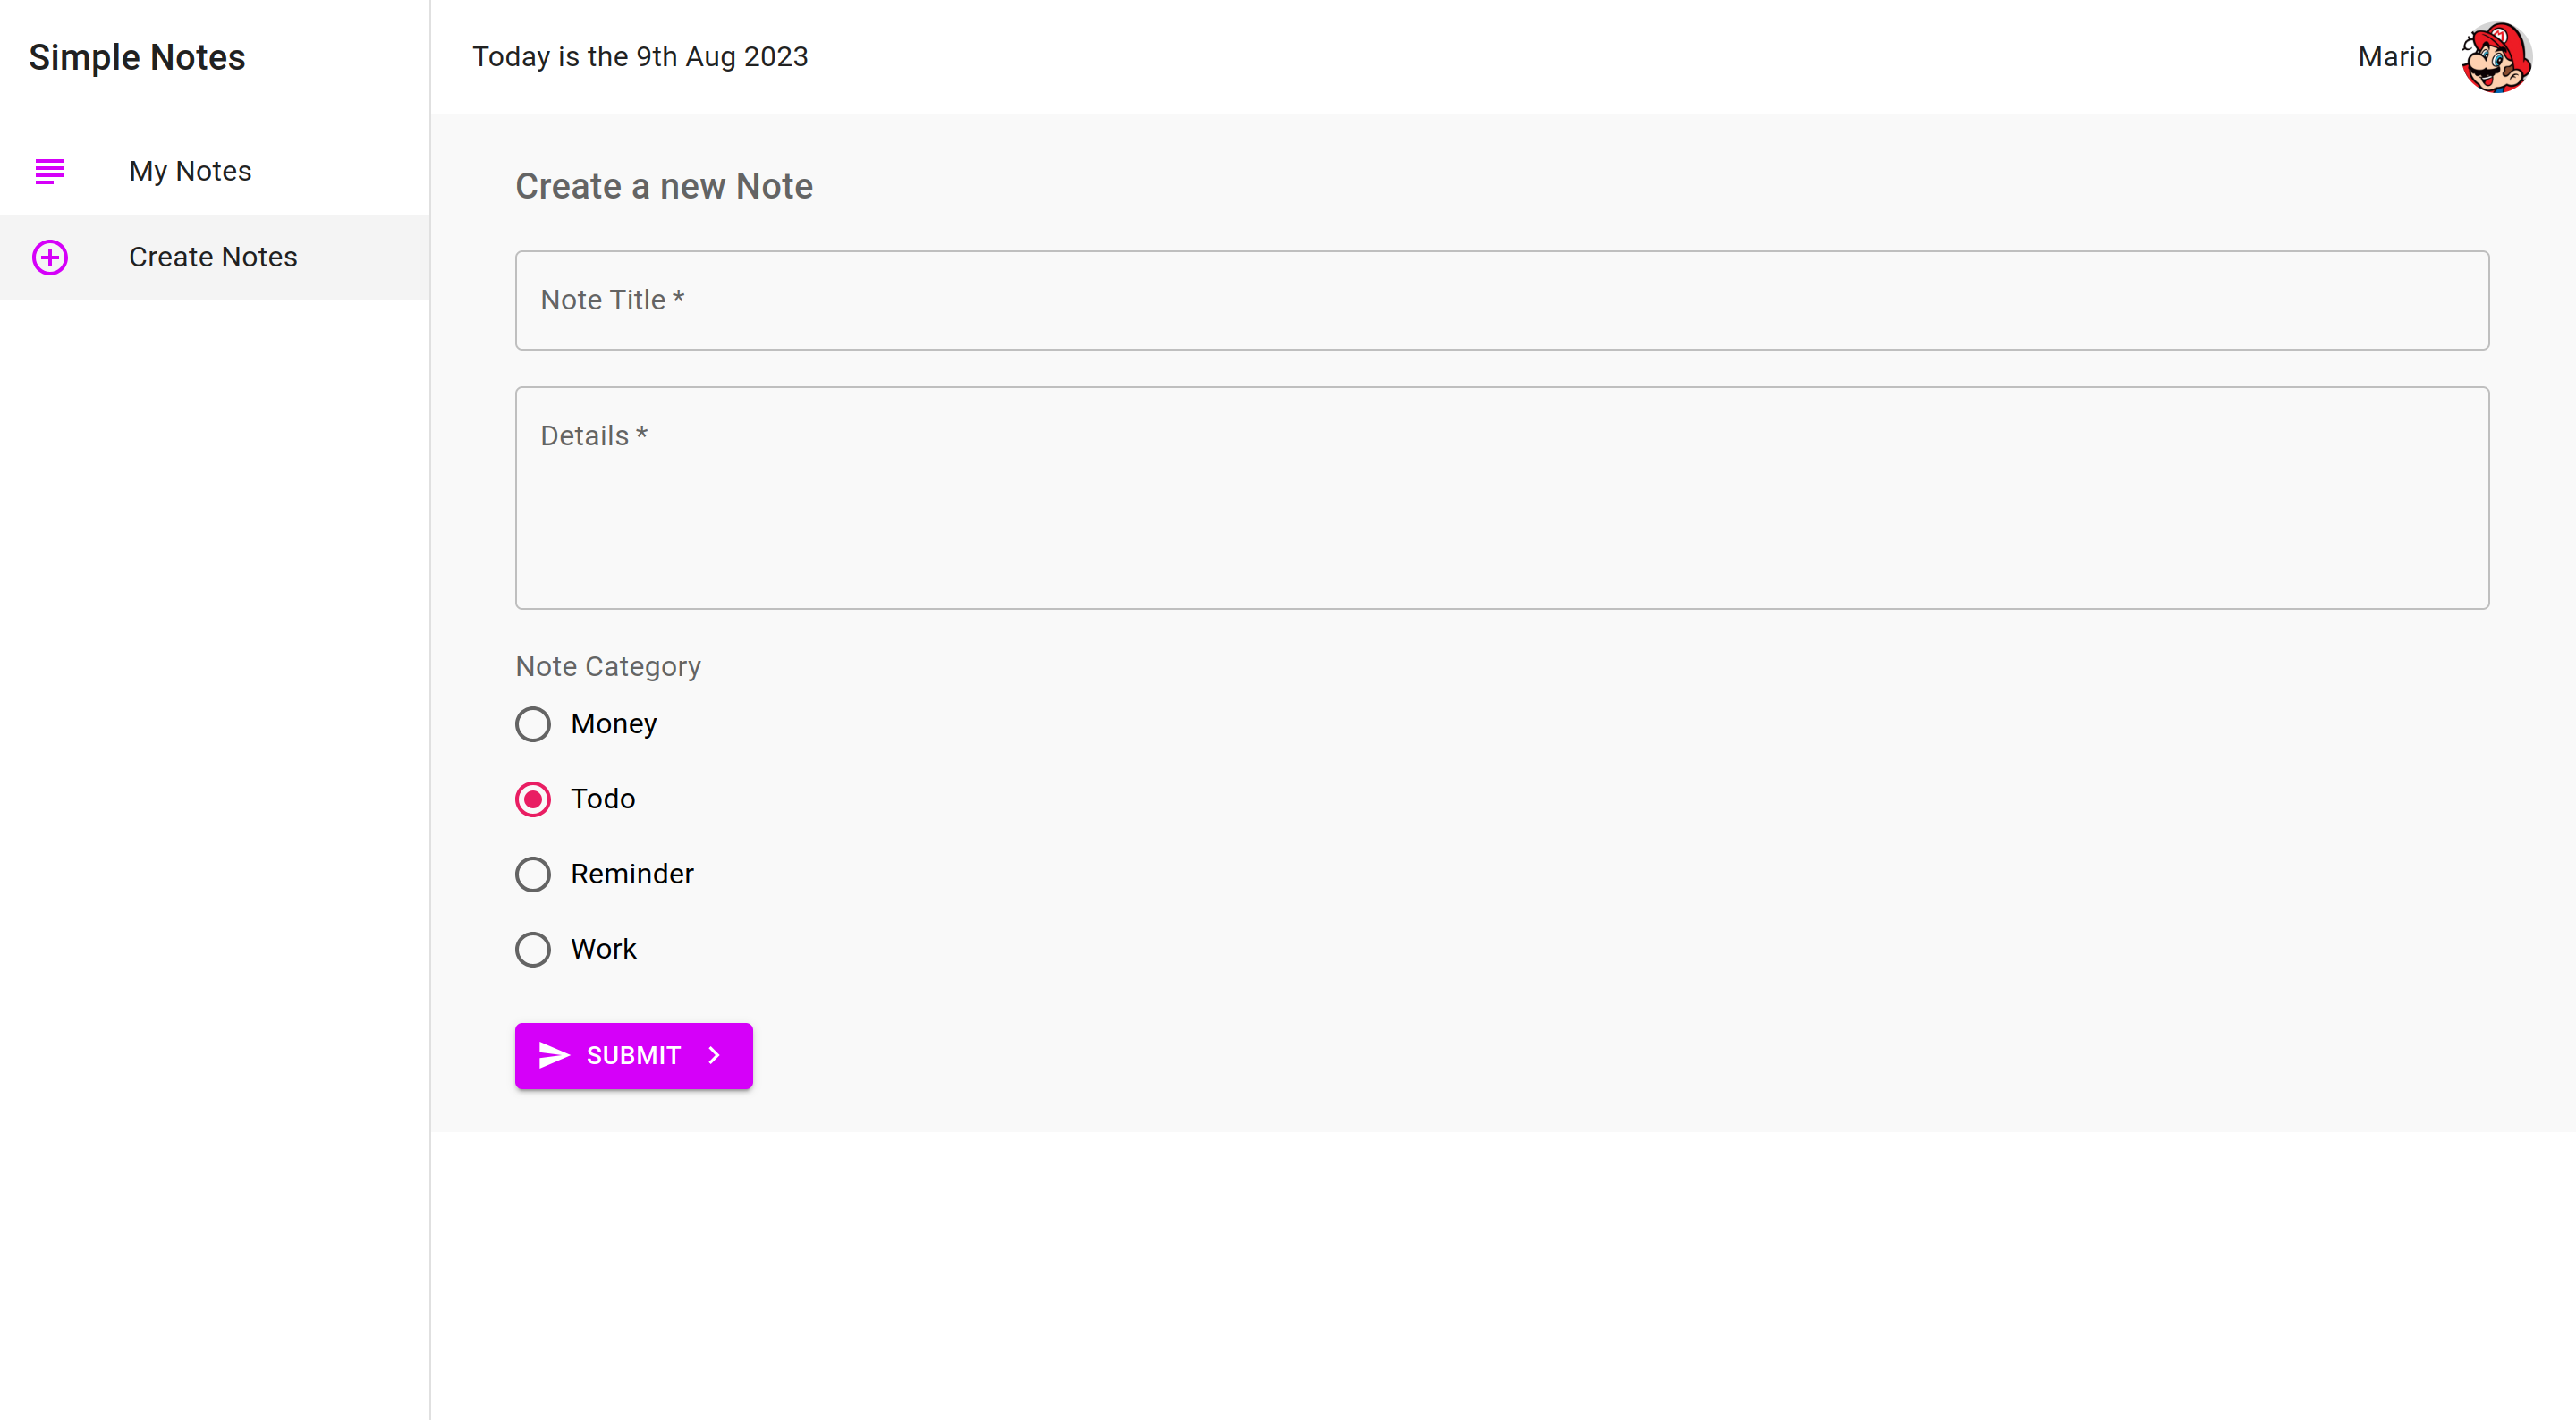 Simple Notes
My Notes
Create Notes
Today is the 9th Aug 2023
Mario
M
Create a new Note
Note Title *
Details *
Note Category
Money
Todo
Reminder
Work
SUBMIT